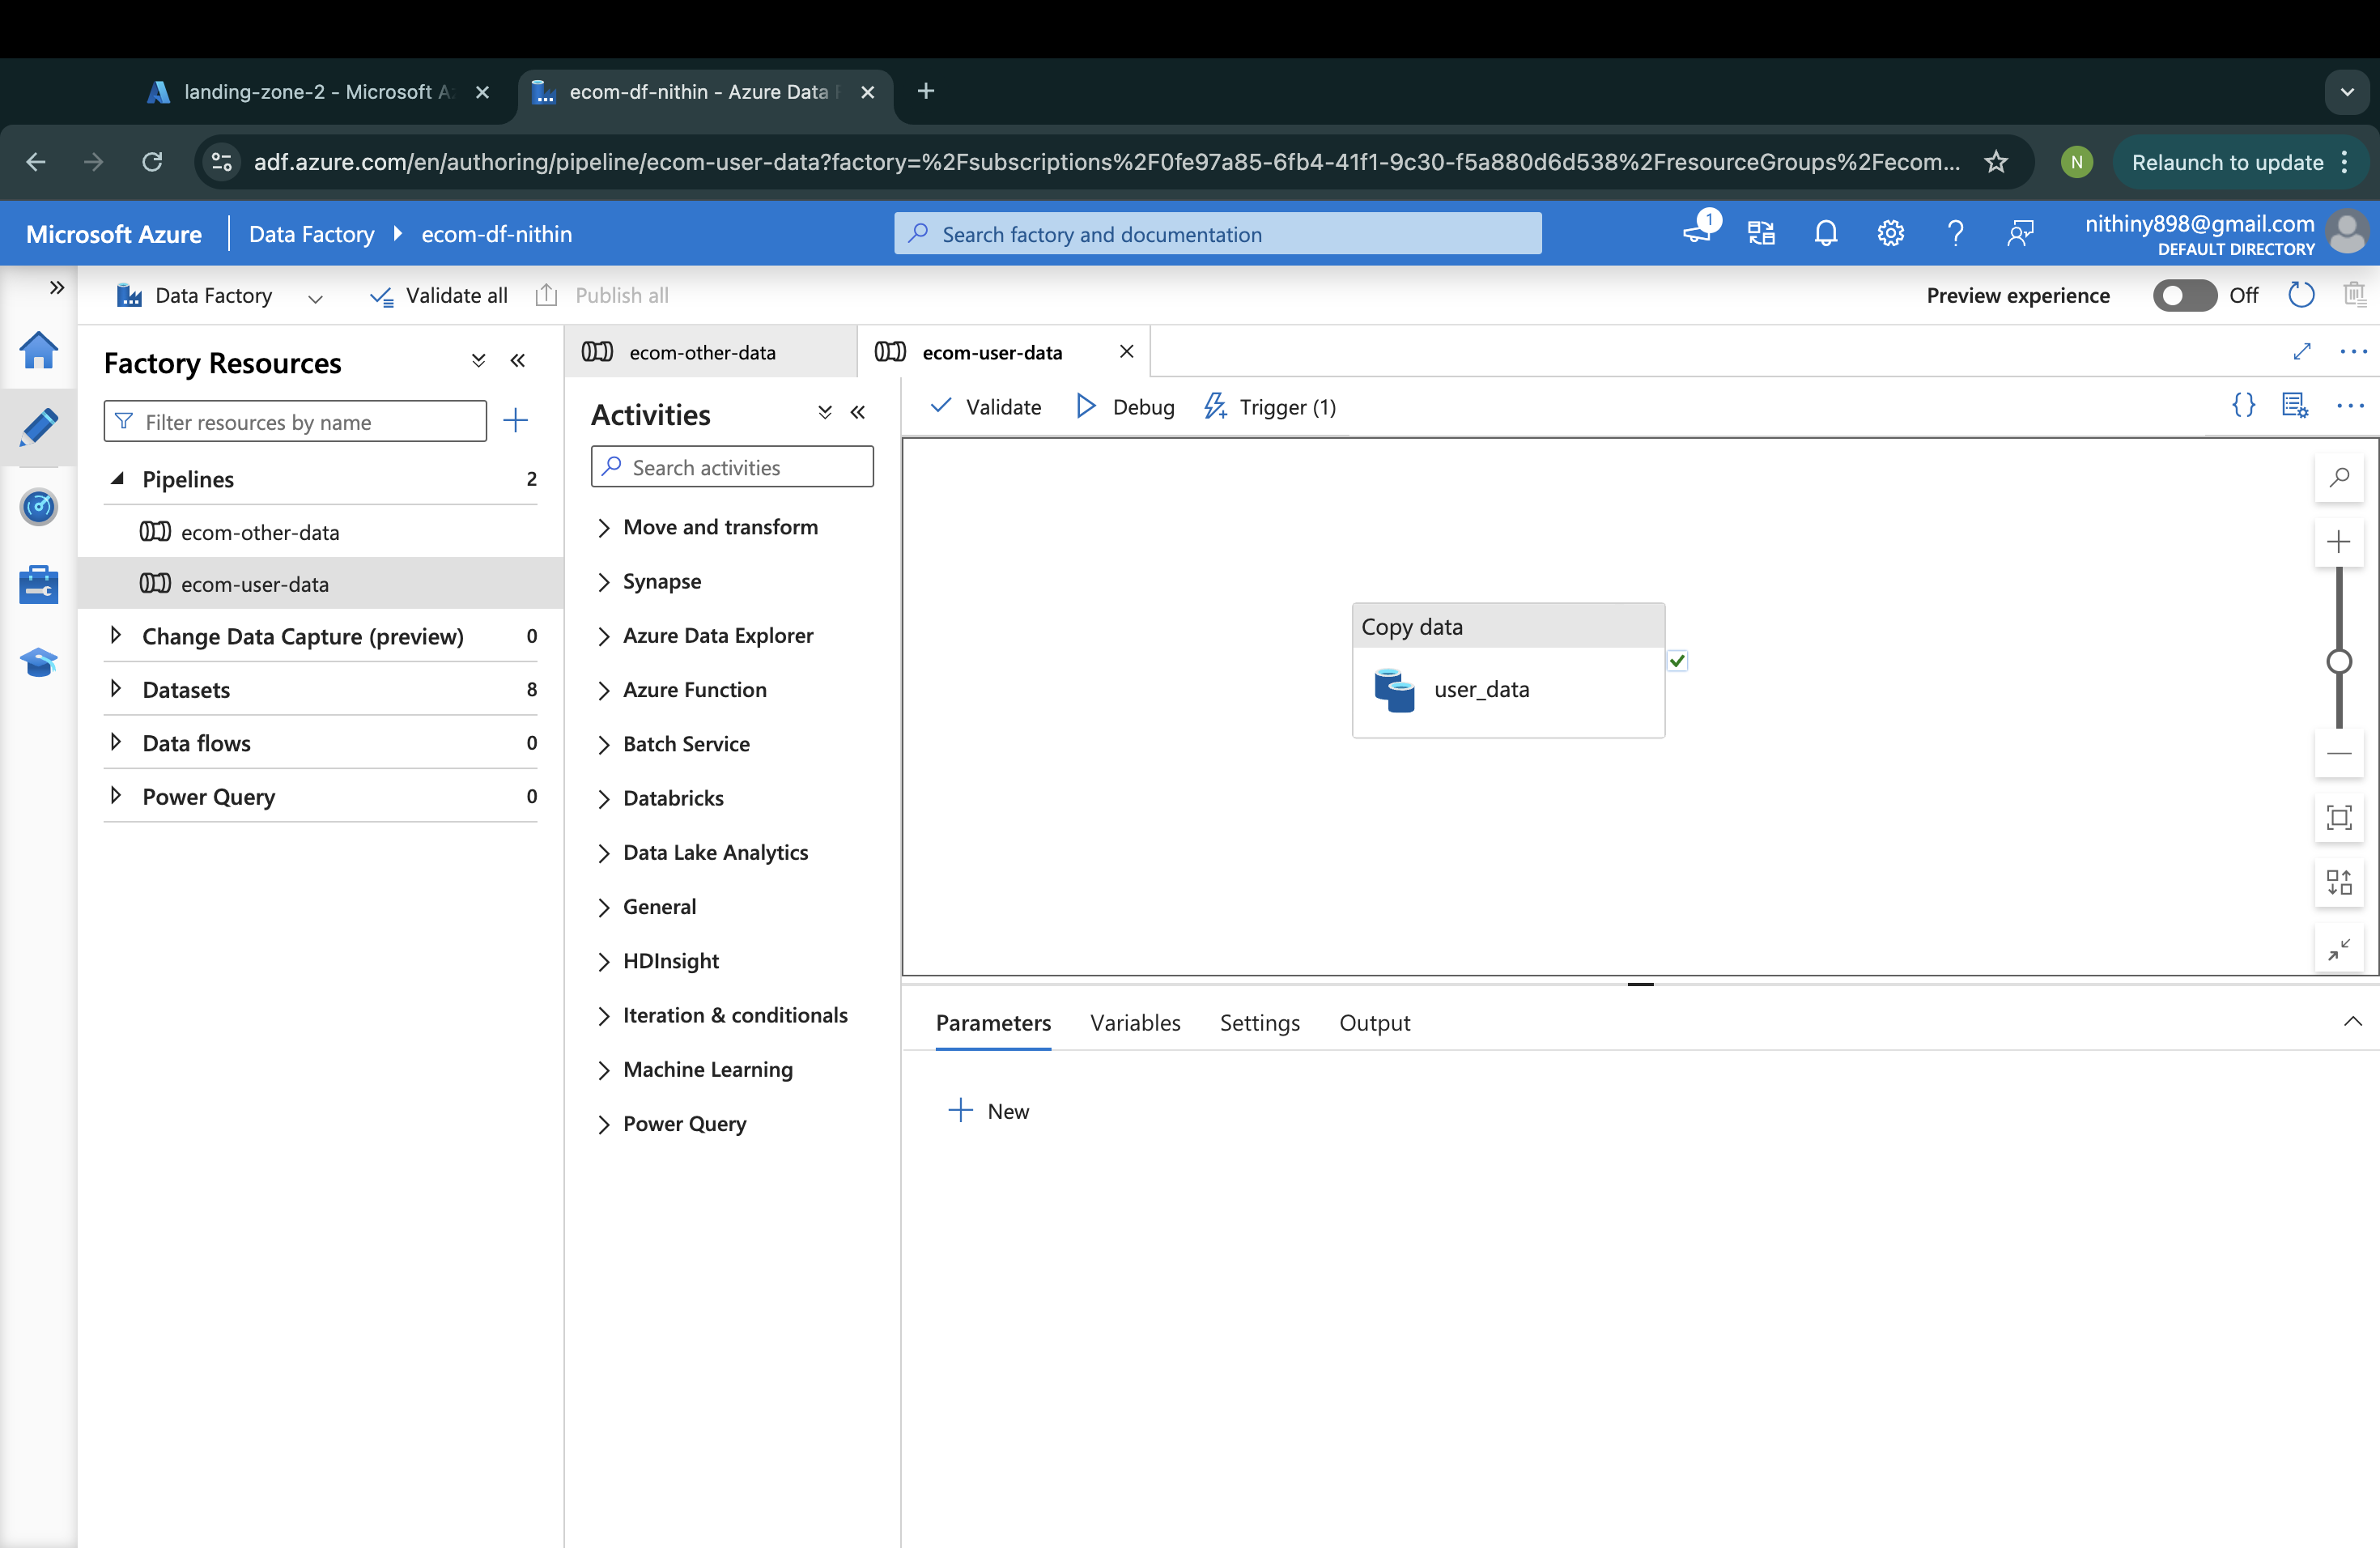 landing-zone-2 - Microsoft A
ecom-df-nithin - Azure Data
adf.azure.com/en/authoring/pipeline/ecom-user-data?factory=%2Fsubscriptions%2F0fe97a85-6fb4-41f1-9c30-f5a880d6d538%2FresourceGroups%2Fecom...
N
Relaunch to update
Microsoft Azure
Data Factory
ecom-df-nithin
Search factory and documentation
1
nithiny898@gmail.com
DEFAULT DIRECTORY
Data Factory
Validate all
Publish all
Preview experience
Off
Factory Resources
Filter resources by name
Pipelines 2
ecom-other-data
ecom-user-data
Change Data Capture (preview) 0
Datasets 8
Data flows 0
Power Query 0
ecom-other-data
ecom-user-data
Activities
Search activities
Move and transform
Synapse
Azure Data Explorer
Azure Function
Batch Service
Databricks
Data Lake Analytics
General
HDInsight
Iteration & conditionals
Machine Learning
Power Query
Validate
Debug
Trigger (1)
{}
Copy data
user_data
Parameters
Variables
Settings
Output
New